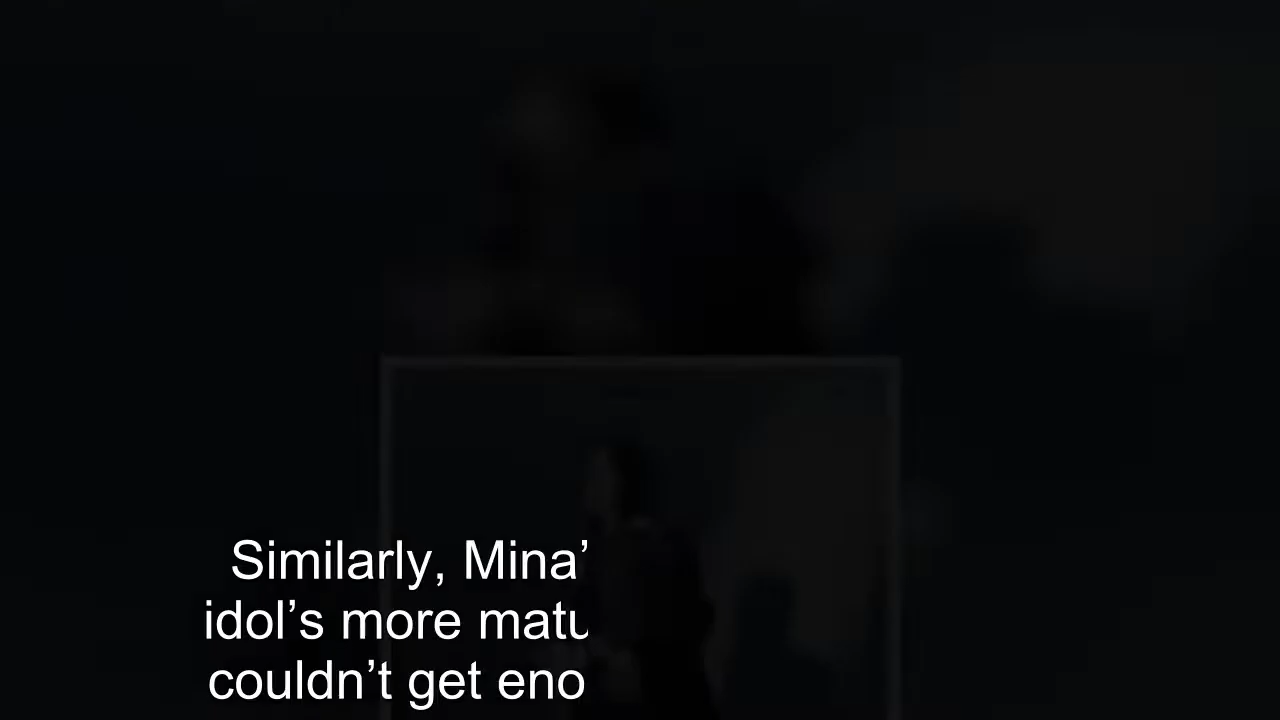 Similarly, Mina’
idol’s more matu
couldn’t get eno